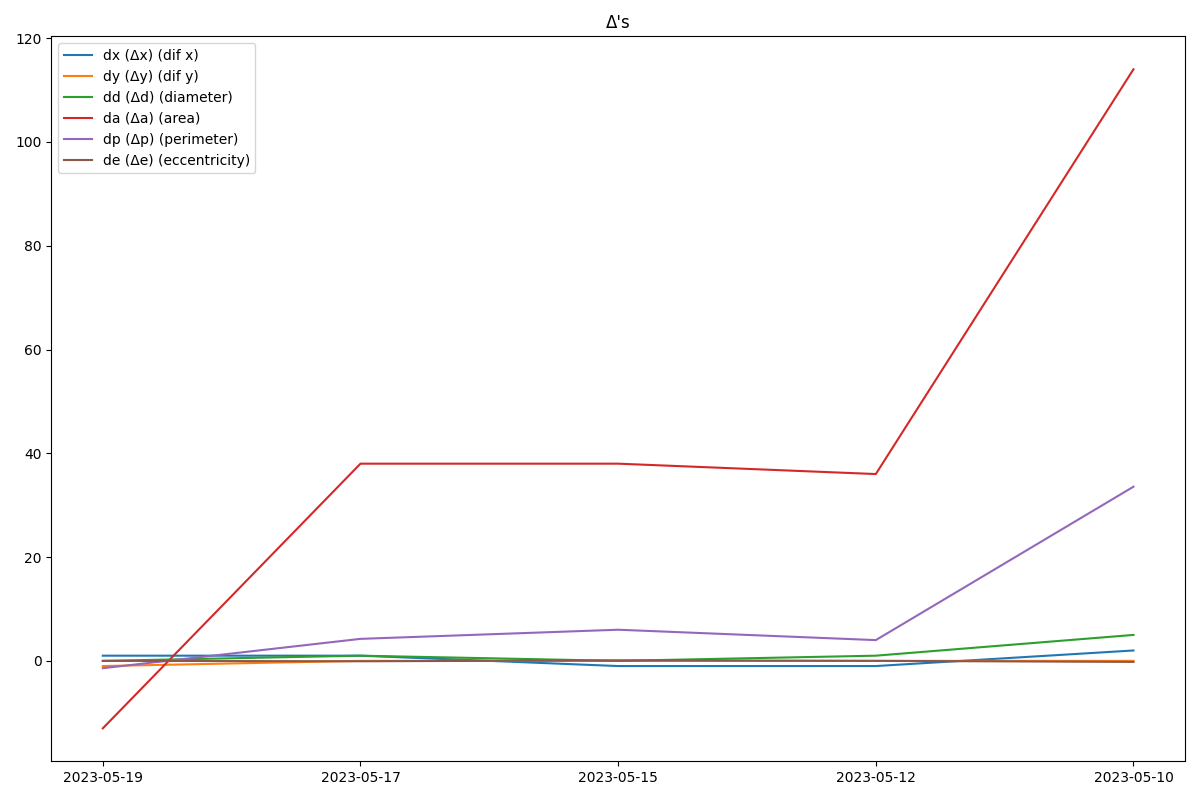 Δ's
120
100
80
60
40
20
0
dx (Δx) (dif x)
dy (Δy) (dif y)
dd (Δd) (diameter)
da (Δa) (area)
dp (Δp) (perimeter)
de (Δe) (eccentricity)
2023-05-19
2023-05-17
2023-05-15
2023-05-12
2023-05-10